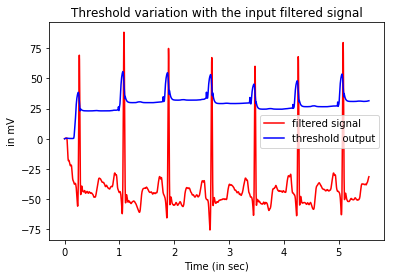 Threshold variation with the input filtered signal
in mV
75
50
25
0
−25
−50
−75
filtered signal
threshold output
0 1 2 3 4 5
Time (in sec)